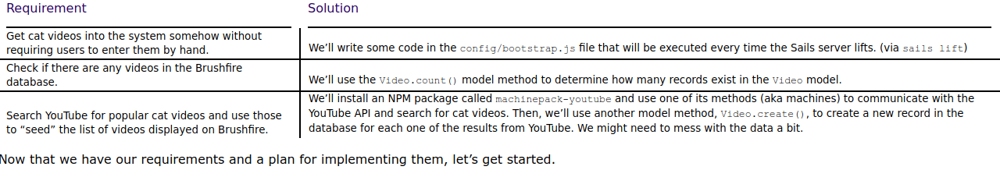 Requirement
Solution
Get cat videos into the system somehow without
requiring users to enter them by hand.
We’ll write some code in the config/bootstrap.js file that will be executed every time the Sails server lifts. (via sails lift)
Check if there are any videos in the Brushfire
database.
We’ll use the Video.count() model method to determine how many records exist in the Video model.
Search YouTube for popular cat videos and use those
to “seed” the list of videos displayed on Brushfire.
We’ll install an NPM package called machinepack-youtube and use one of its methods (aka machines) to communicate with the
YouTube API and search for cat videos. Then, we’ll use another model method, Video.create(), to create a new record in the
database for each one of the results from YouTube. We might need to mess with the data a bit.
Now that we have our requirements and a plan for implementing them, let’s get started.